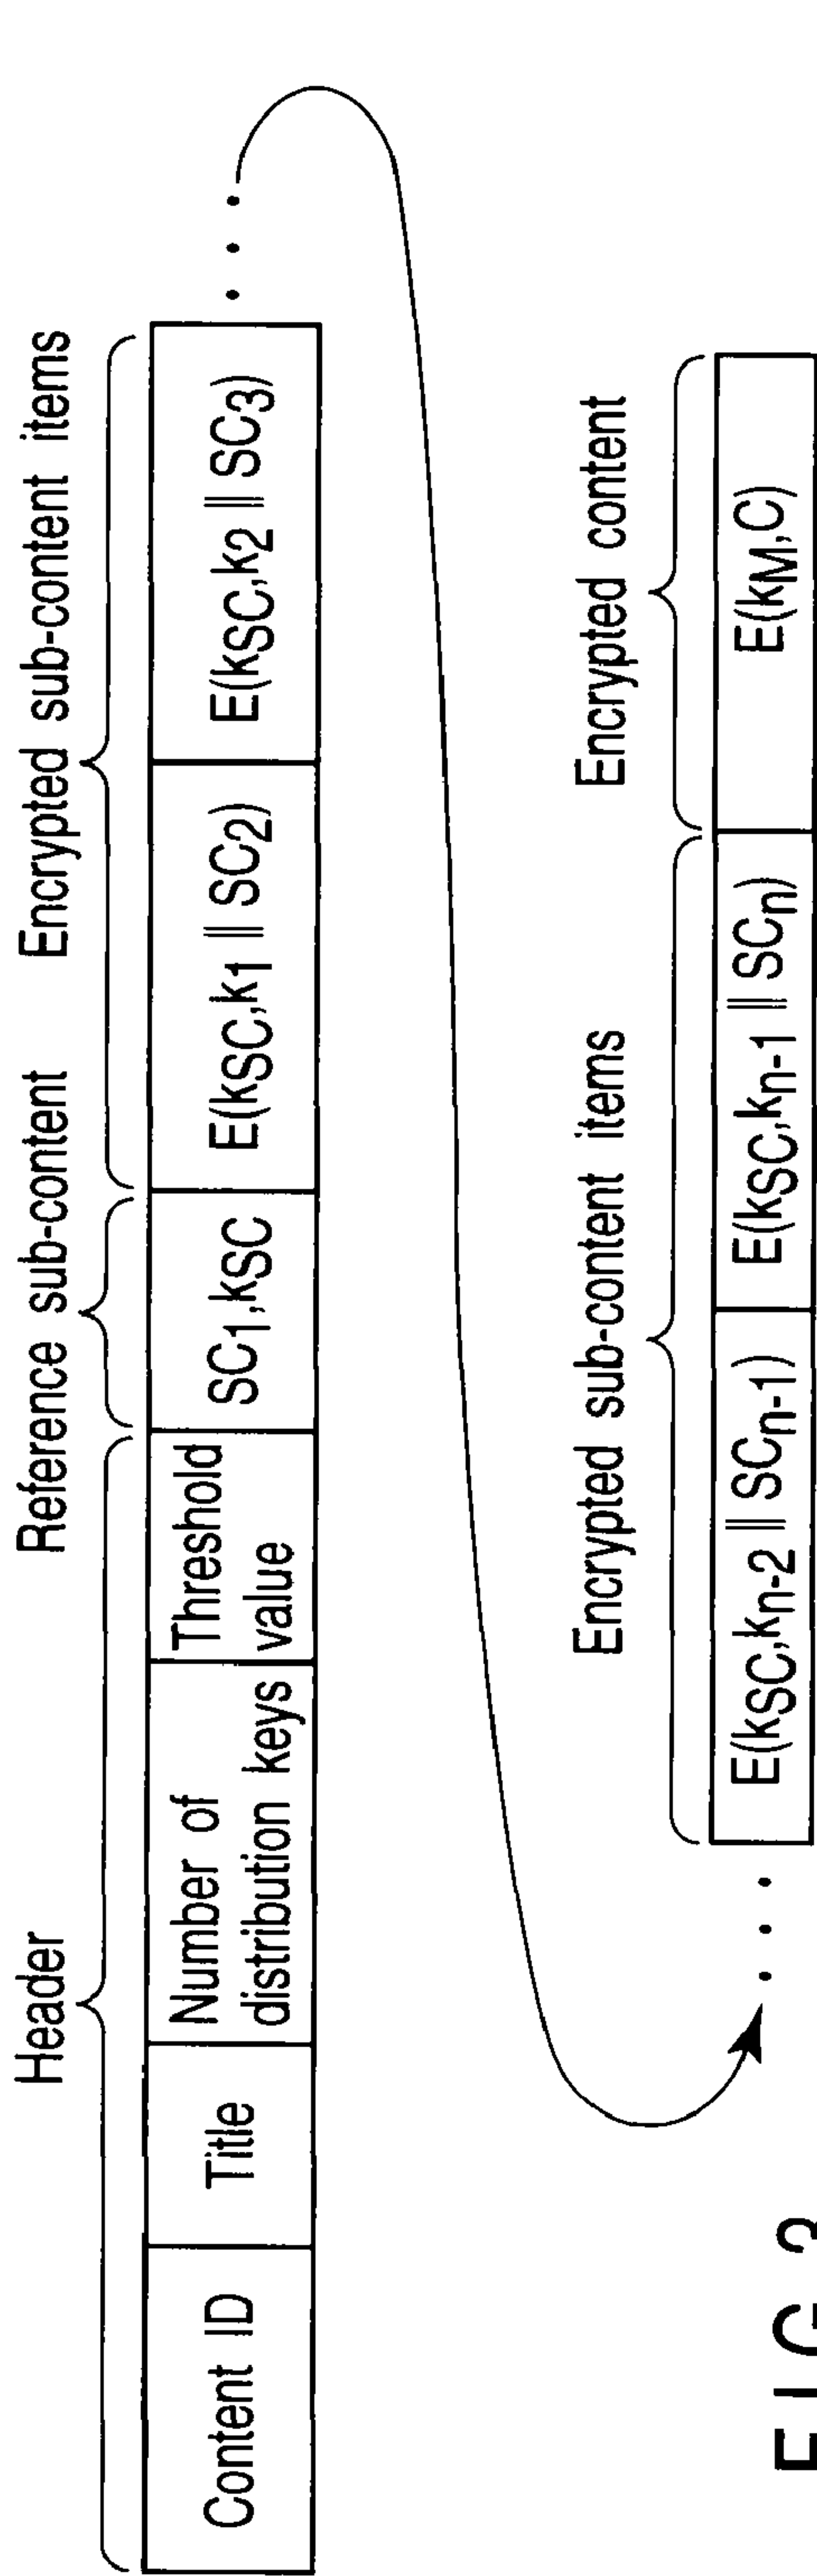 Header
Reference sub-content
Encrypted sub-content items
Content ID
Title
Number of
distribution keys
Threshold
value
SC1,kSC
E(kSC,k1 || SC2)
E(kSC,k2 || SC3)
. . .
Encrypted sub-content items
Encrypted content
. . .
E(kSC,kn-2 || SCn-1)
E(kSC,kn-1 || SCn)
E(kM,C)